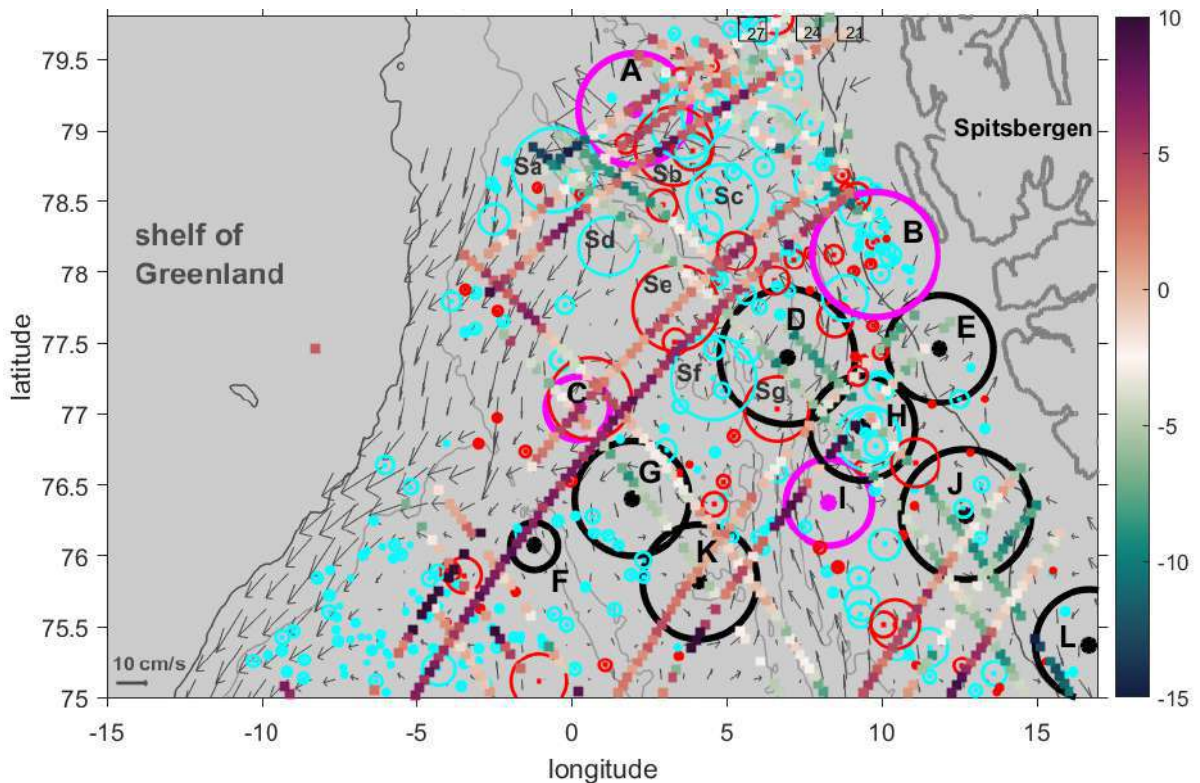 27 24 21
10
79.5
A
79
Spitsbergen
5
Sa
Sb
Sc
78.5
B
shelf of
Greenland
Sd
78
Se
0
D
E
77.5
Sf
Sg
C
77
H
G
-5
76.5
I
J
K
76
F
-10
75.5
L
10 cm/s
75
-15
-15 -10 -5 0 5 10 15
latitude
longitude